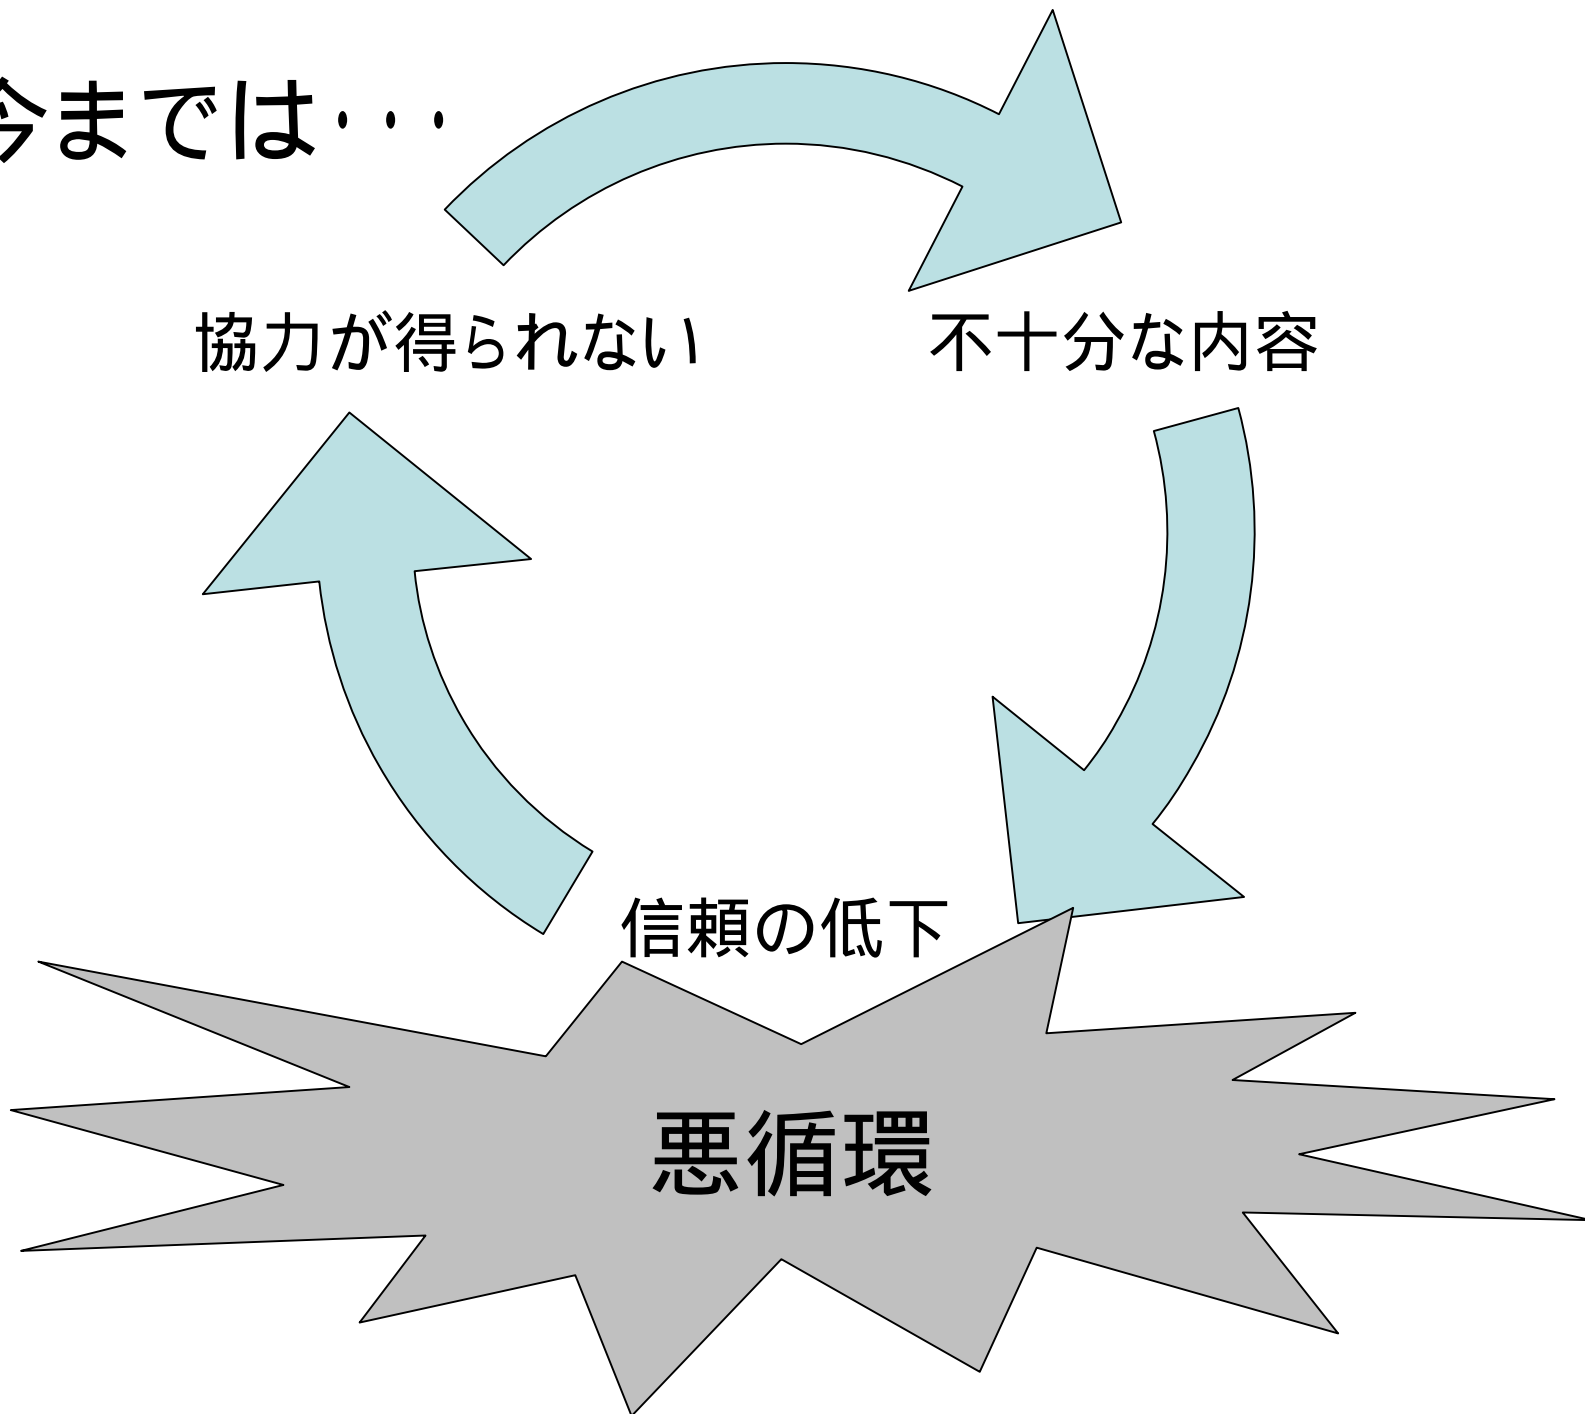 今までは・・・
協力が得られない
不十分な内容
信頼の低下
悪循環